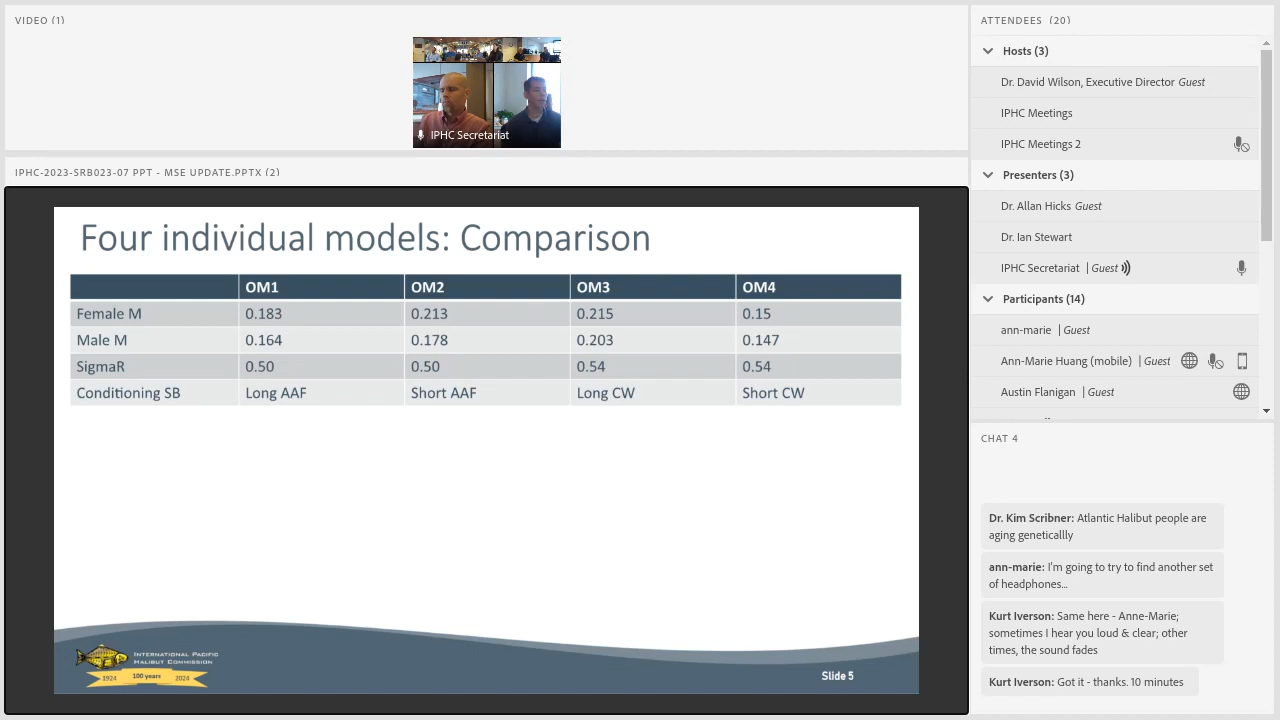 VIDEO (1)
IPHC Secretariat
IPHC-2023-SRB023-07 PPT - MSE UPDATE.PPTX (2)
Four individual models: Comparison
OM1 OM2 OM3 OM4
Female M 0.183 0.213 0.215 0.15
Male M 0.164 0.178 0.203 0.147
SigmaR 0.50 0.50 0.54 0.54
Conditioning SB Long AAF Short AAF Long CW Short CW
INTERNATIONAL PACIFIC
HALIBUT COMMISSION
1924 100 years 2024
Slide 5
ATTENDEES (20)
Hosts (3)
Dr. David Wilson, Executive Director Guest
IPHC Meetings
IPHC Meetings 2
Presenters (3)
Dr. Allan Hicks Guest
Dr. Ian Stewart
IPHC Secretariat | Guest
Participants (14)
ann-marie | Guest
Ann-Marie Huang (mobile) | Guest
Austin Flanigan | Guest
CHAT 4
Dr. Kim Scribner: Atlantic Halibut people are
aging geneticallly
ann-marie: I'm going to try to find another set
of headphones...
Kurt Iverson: Same here - Anne-Marie;
sometimes I hear you loud & clear; other
times, the sound fades
Kurt Iverson: Got it - thanks. 10 minutes